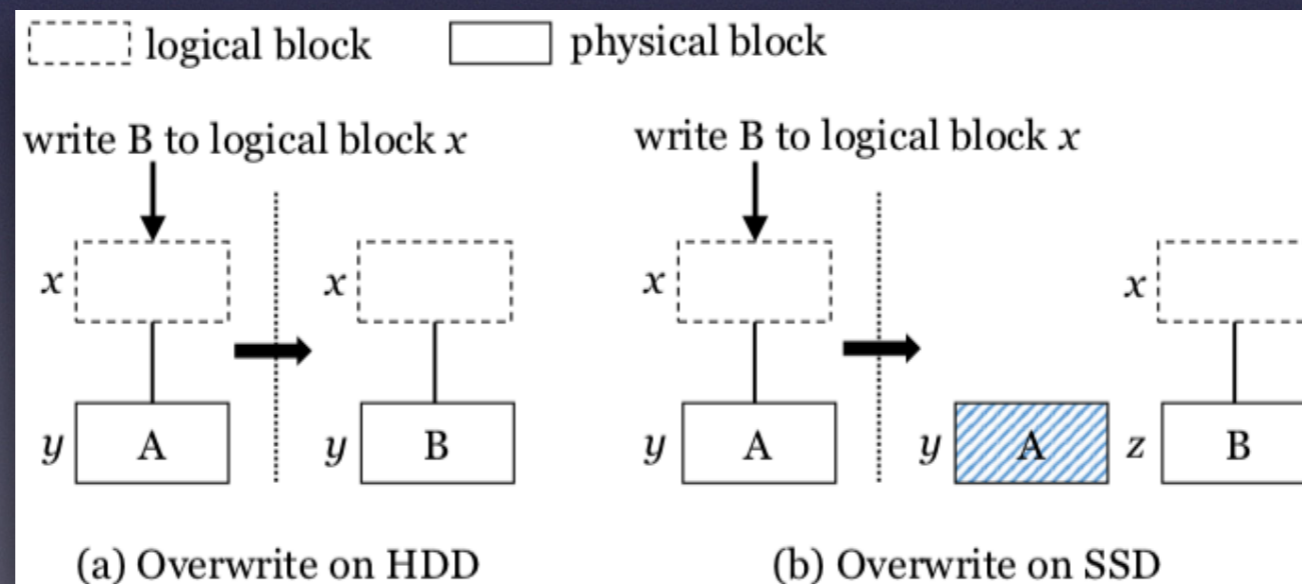 logical block physical block
write B to logical block x write B to logical block x
x x x x
y A y B y A y A z B
(a) Overwrite on HDD (b) Overwrite on SSD